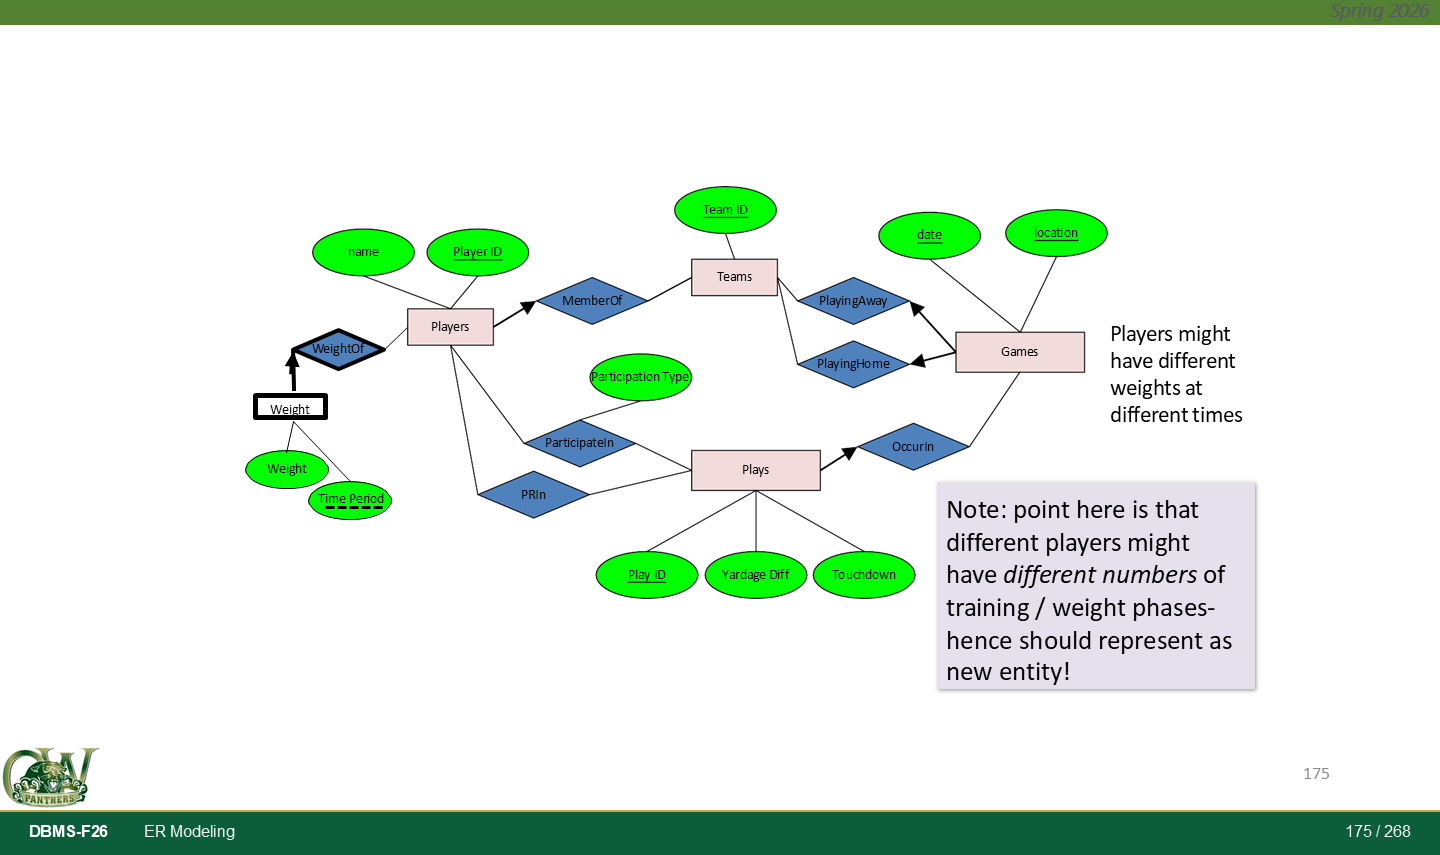 Spring 2026
Team ID
date
location
name
Player ID
Teams
MemberOf
PlayingAway
Players
WeightOf
PlayingHome
Games
Players might
have different
weights at
different times
Participation Type
Weight
ParticipateIn
OccurIn
Weight
Plays
Time Period
PRIn
Note: point here is that
different players might
have different numbers of
training / weight phases-
hence should represent as
new entity!
Play ID
Yardage Diff
Touchdown
OW
PANTHERS
175
DBMS-F26
ER Modeling
175 / 268